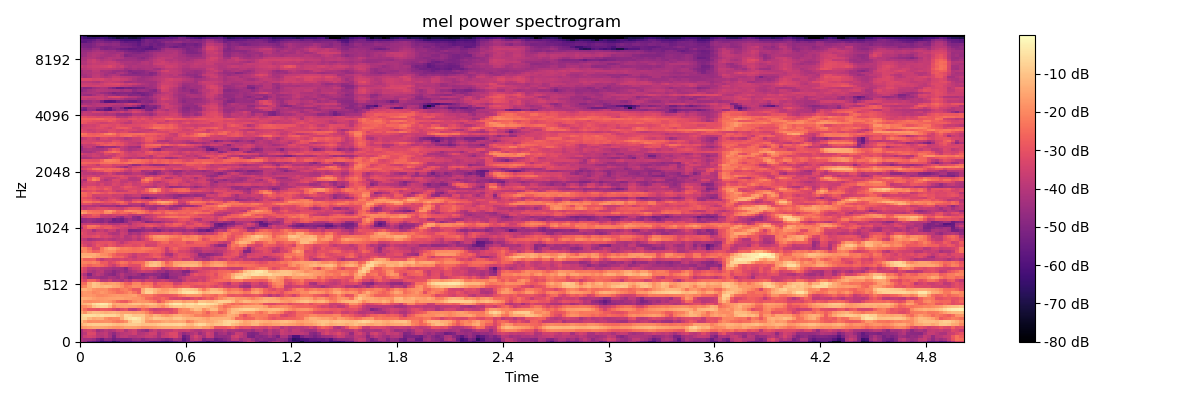 mel power spectrogram
Hz
8192
4096
2048
1024
512
0
0 0.6 1.2 1.8 2.4 3 3.6 4.2 4.8
Time
-10 dB
-20 dB
-30 dB
-40 dB
-50 dB
-60 dB
-70 dB
-80 dB